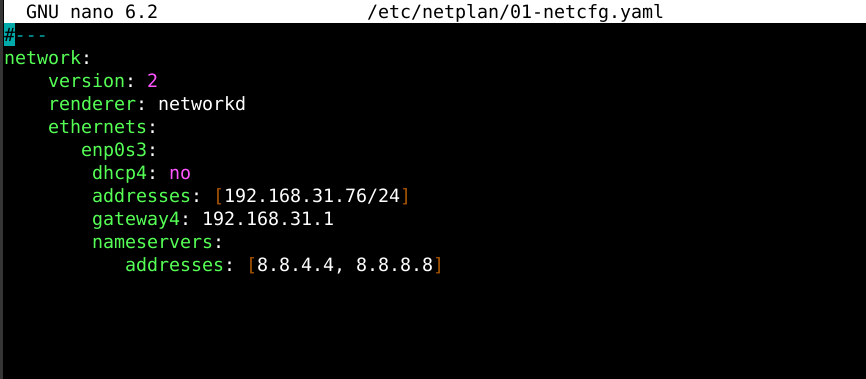 GNU nano 6.2 /etc/netplan/01-netcfg.yaml
#---
network:
    version: 2
    renderer: networkd
    ethernets:
       enp0s3:
        dhcp4: no
        addresses: [192.168.31.76/24]
        gateway4: 192.168.31.1
        nameservers:
           addresses: [8.8.4.4, 8.8.8.8]